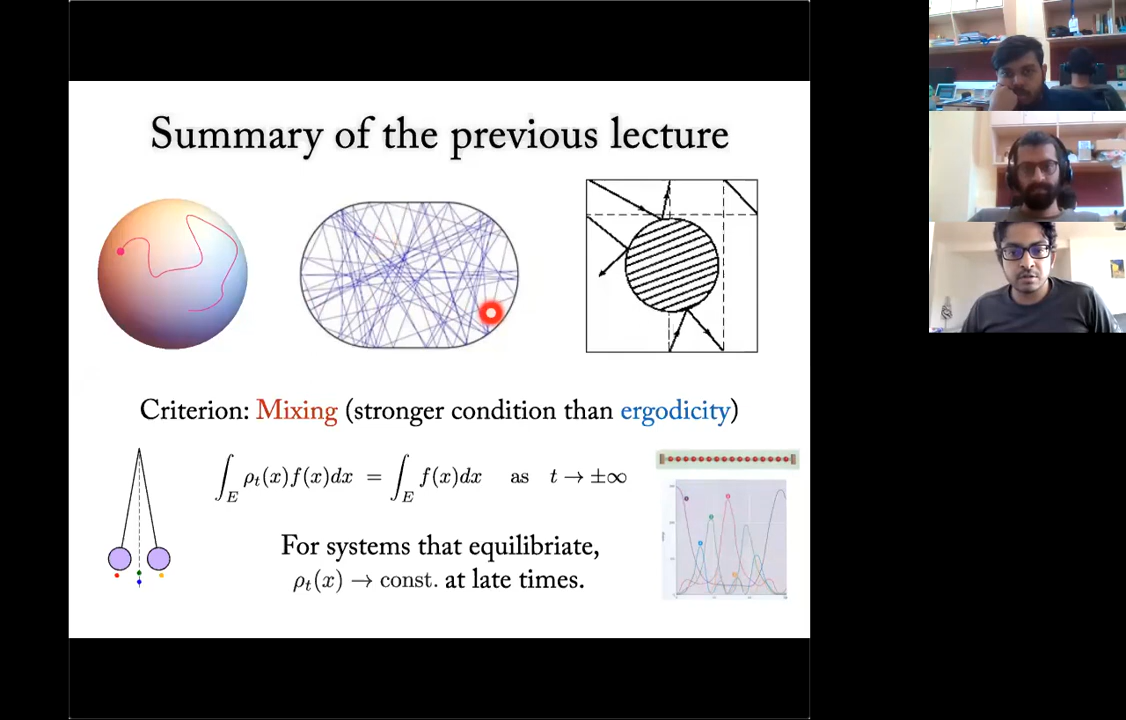 Summary of the previous lecture
Criterion: Mixing (stronger condition than ergodicity)
∫_E ρ_t(x)f(x)dx = ∫_E f(x)dx as t → ±∞
For systems that equilibriate,
ρ_t(x) → const. at late times.